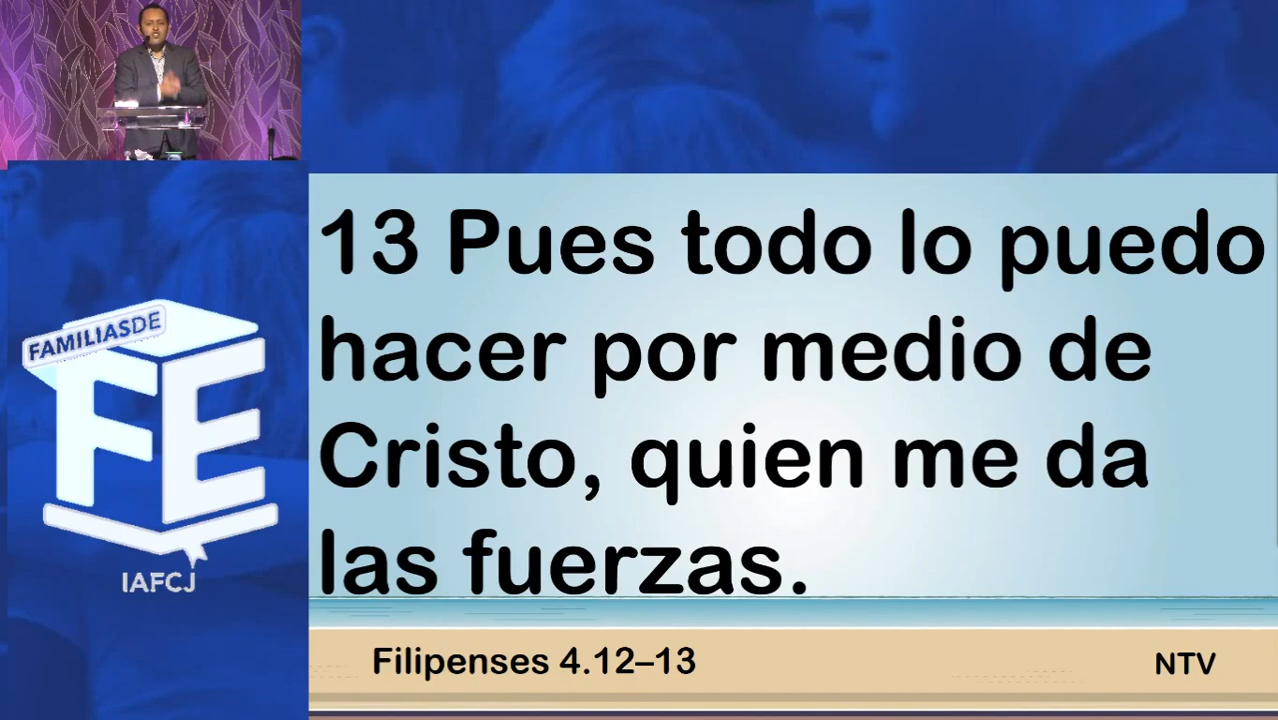 13 Pues todo lo puedo
hacer por medio de
Cristo, quien me da
las fuerzas.
FAMILIASDE
FE
IAFCJ
Filipenses 4.12–13
NTV